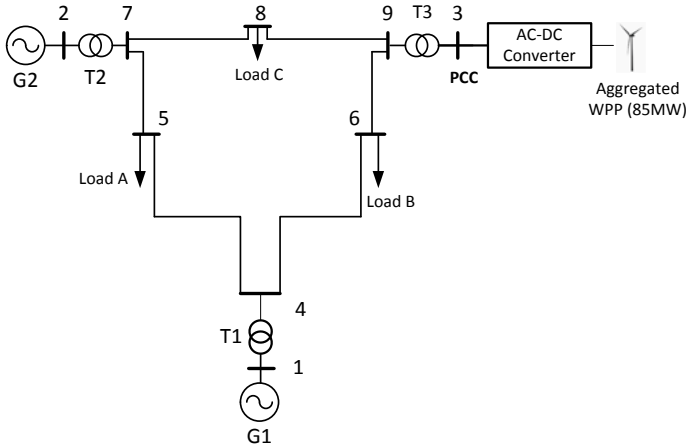 8
9
T3
3
2
7
AC-DC
Converter
G2
T2
Load C
PCC
Aggregated
WPP (85MW)
5
6
Load A
Load B
4
T1
1
G1